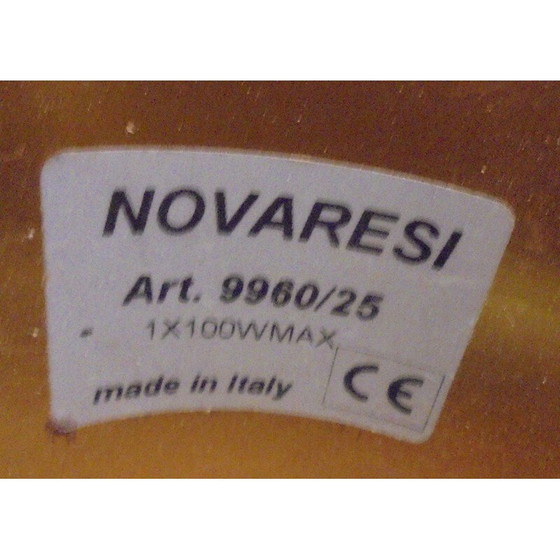 NOVARESI
Art. 9960/25
1X100WMAX
made in Italy
CE